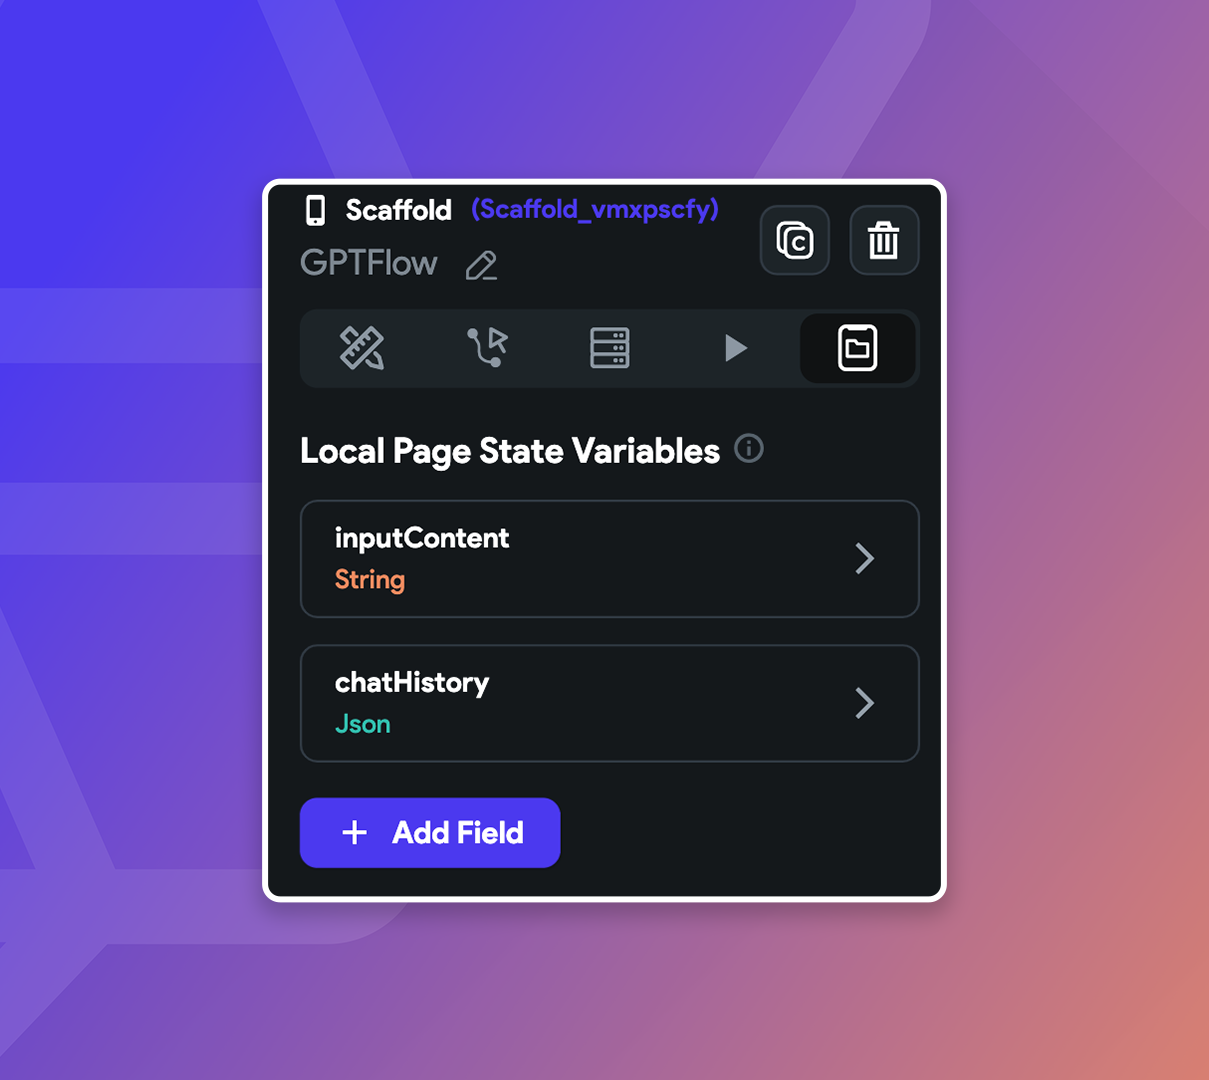 Scaffold (Scaffold_vmxpscfy)
GPTFlow
Local Page State Variables
inputContent
String
chatHistory
Json
+ Add Field